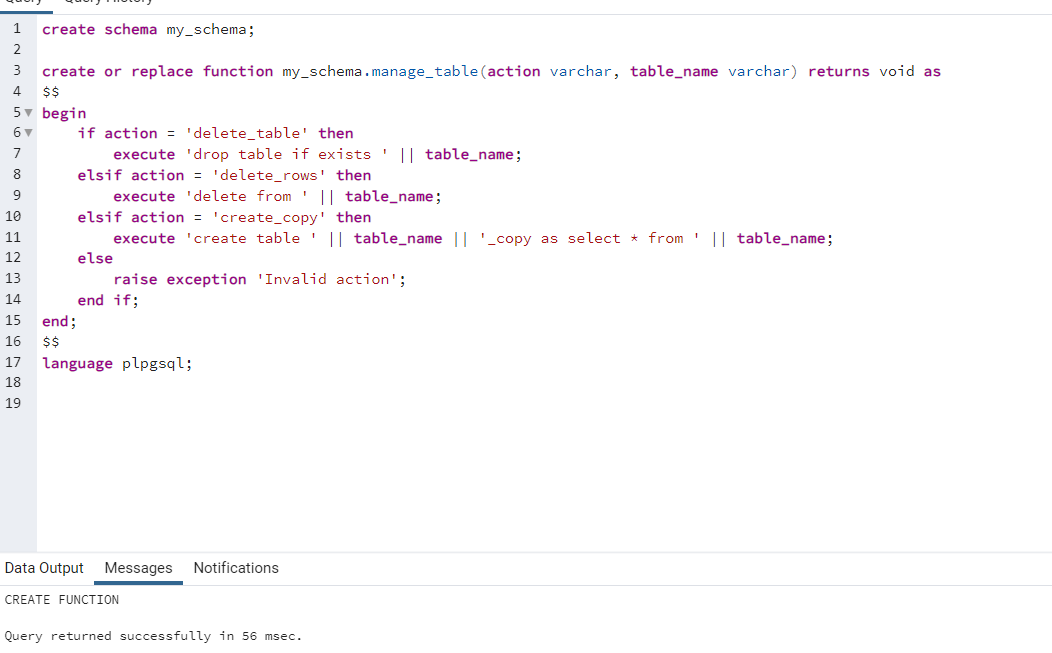 Query Query History
1 create schema my_schema;
2
3 create or replace function my_schema.manage_table(action varchar, table_name varchar) returns void as
4 $$
5 begin
6 if action = 'delete_table' then
7 execute 'drop table if exists ' || table_name;
8 elsif action = 'delete_rows' then
9 execute 'delete from ' || table_name;
10 elsif action = 'create_copy' then
11 execute 'create table ' || table_name || '_copy as select * from ' || table_name;
12 else
13 raise exception 'Invalid action';
14 end if;
15 end;
16 $$
17 language plpgsql;
18
19
Data Output Messages Notifications
CREATE FUNCTION
Query returned successfully in 56 msec.